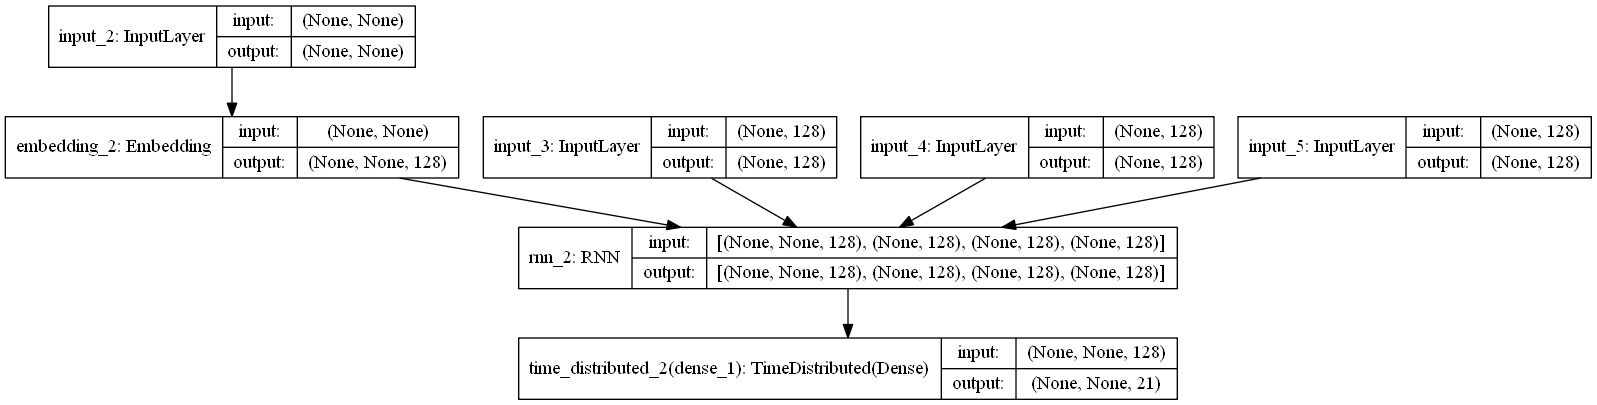 input_2: InputLayer input: (None, None)
output: (None, None)
embedding_2: Embedding input: (None, None)
output: (None, None, 128)
input_3: InputLayer input: (None, 128)
output: (None, 128)
input_4: InputLayer input: (None, 128)
output: (None, 128)
input_5: InputLayer input: (None, 128)
output: (None, 128)
rnn_2: RNN input: [(None, None, 128), (None, 128), (None, 128), (None, 128)]
output: [(None, None, 128), (None, 128), (None, 128), (None, 128)]
time_distributed_2(dense_1): TimeDistributed(Dense) input: (None, None, 128)
output: (None, None, 21)